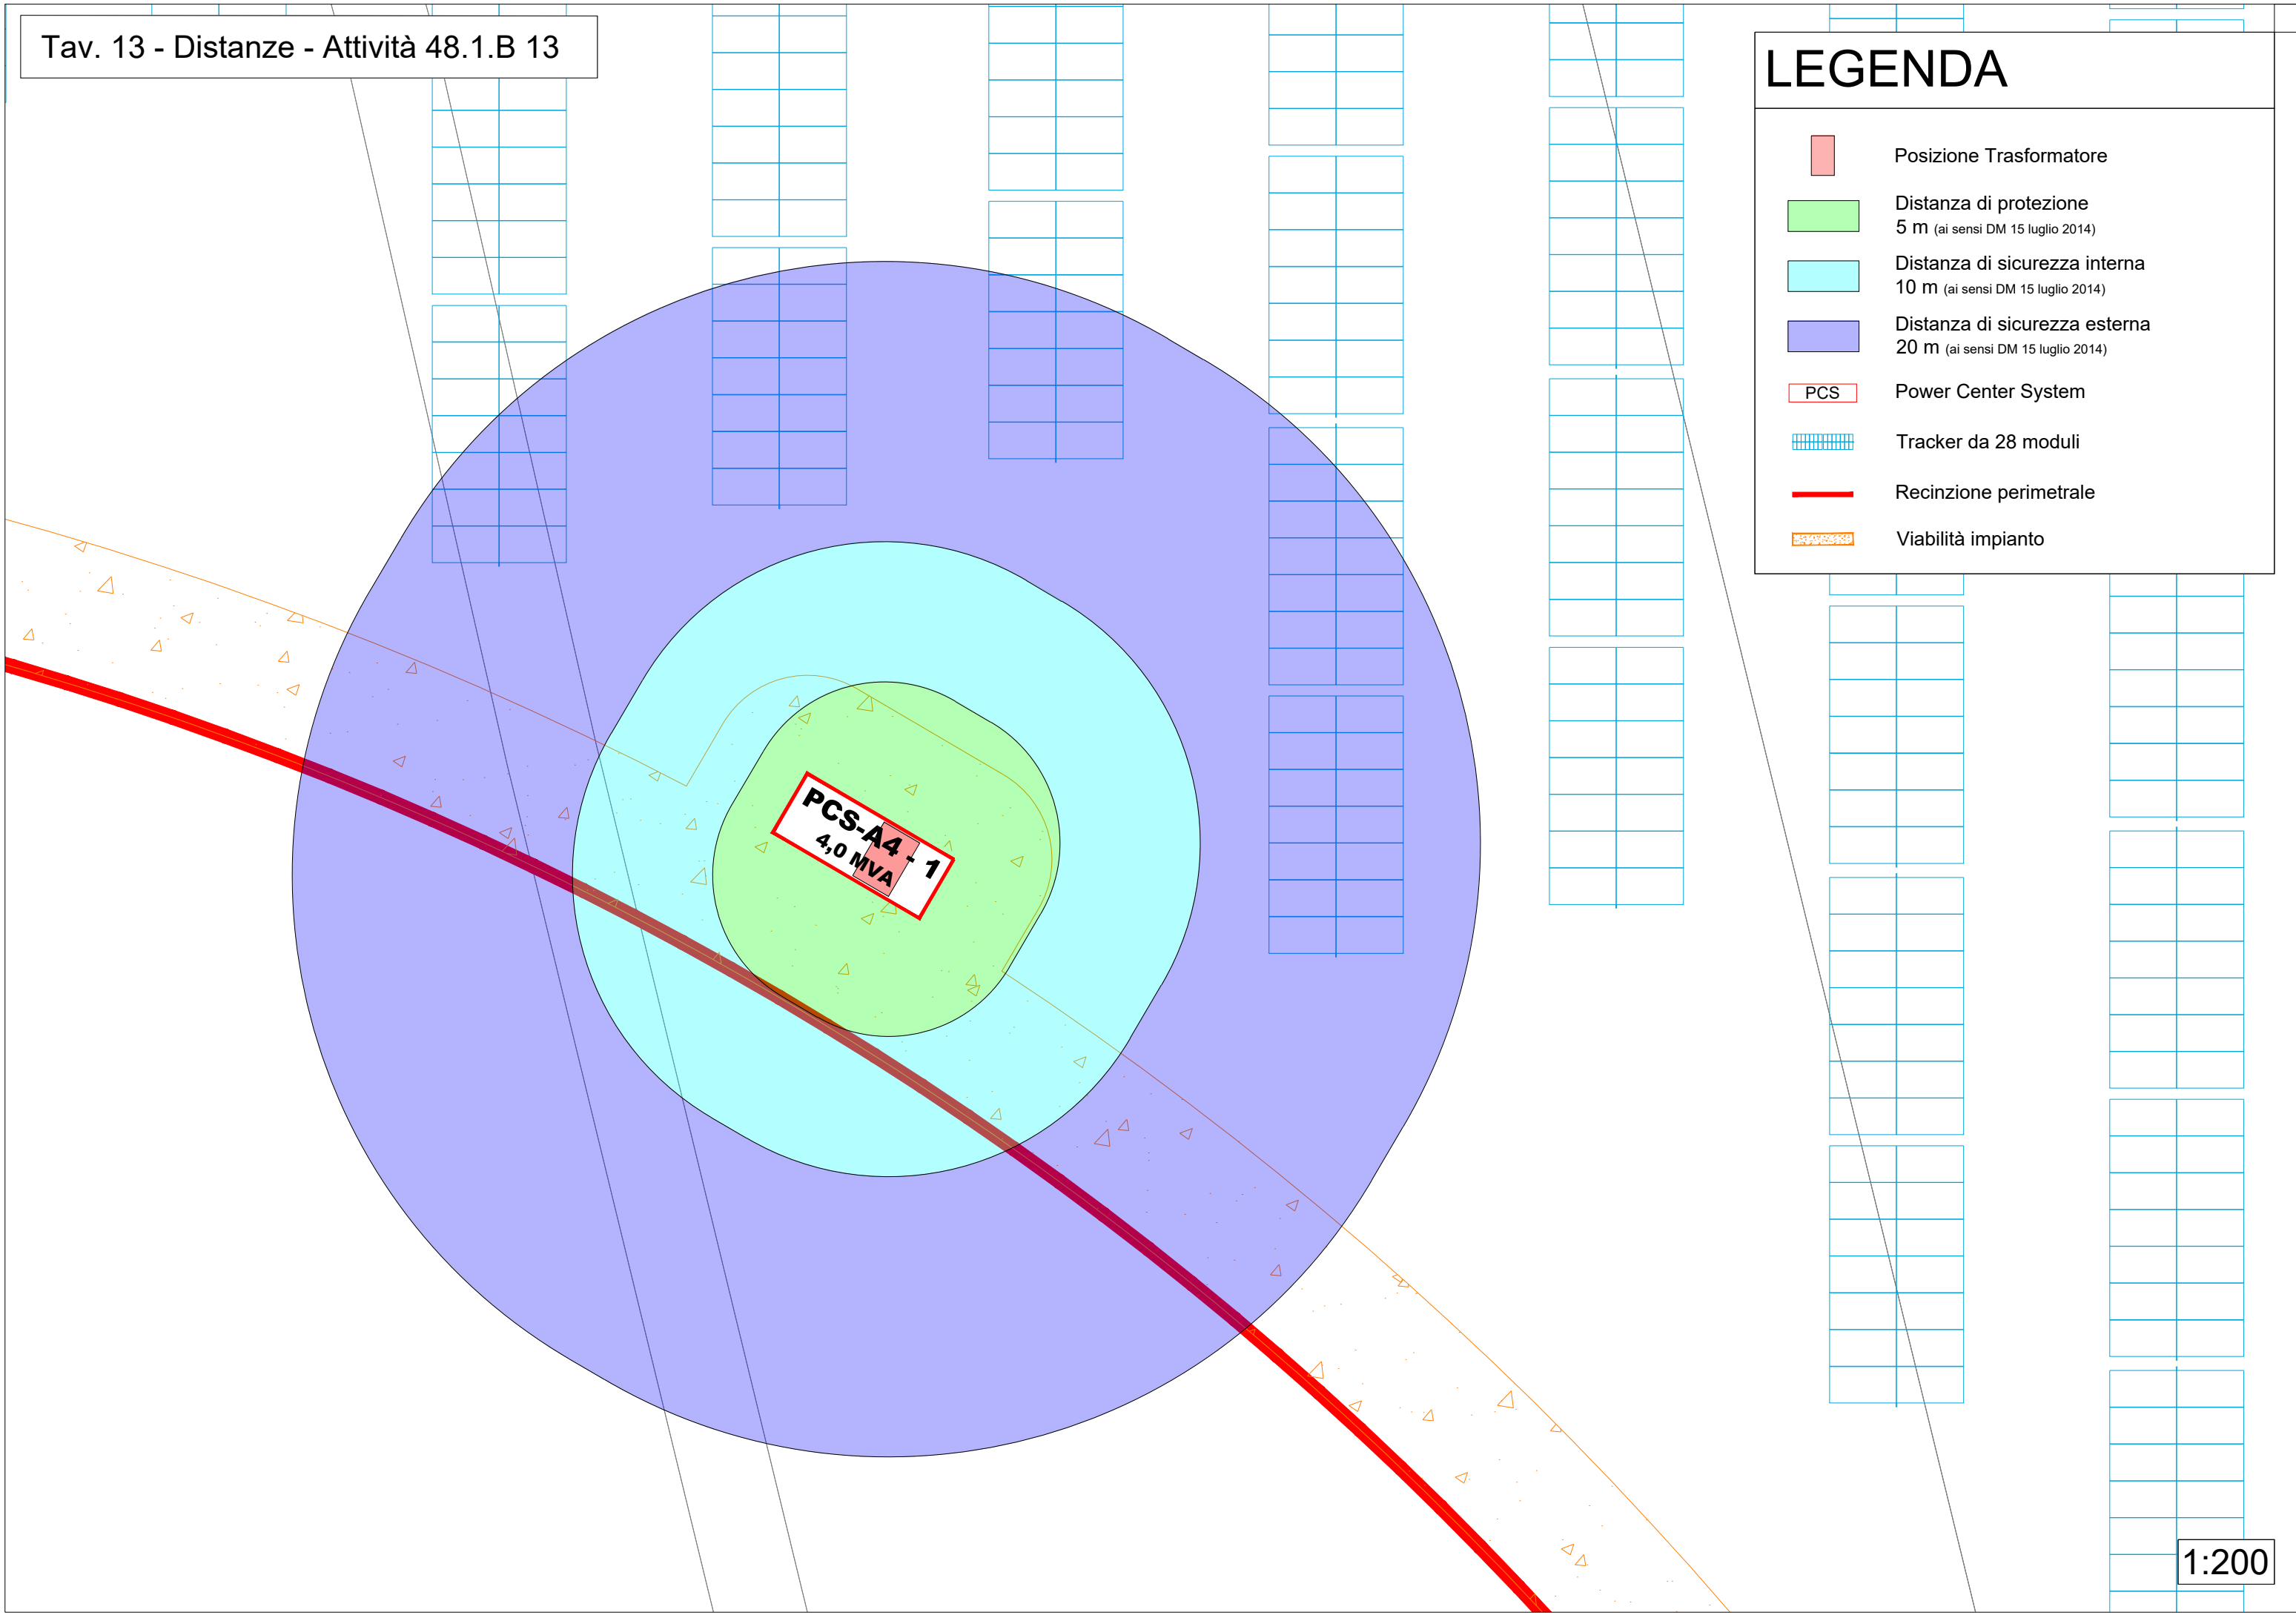 Tav. 13 - Distanze - Attività 48.1.B 13
LEGENDA
Posizione Trasformatore
Distanza di protezione
5 m (ai sensi DM 15 luglio 2014)
Distanza di sicurezza interna
10 m (ai sensi DM 15 luglio 2014)
Distanza di sicurezza esterna
20 m (ai sensi DM 15 luglio 2014)
PCS Power Center System
Tracker da 28 moduli
Recinzione perimetrale
Viabilità impianto
PCS-A4 - 1
4,0 MVA
1:200